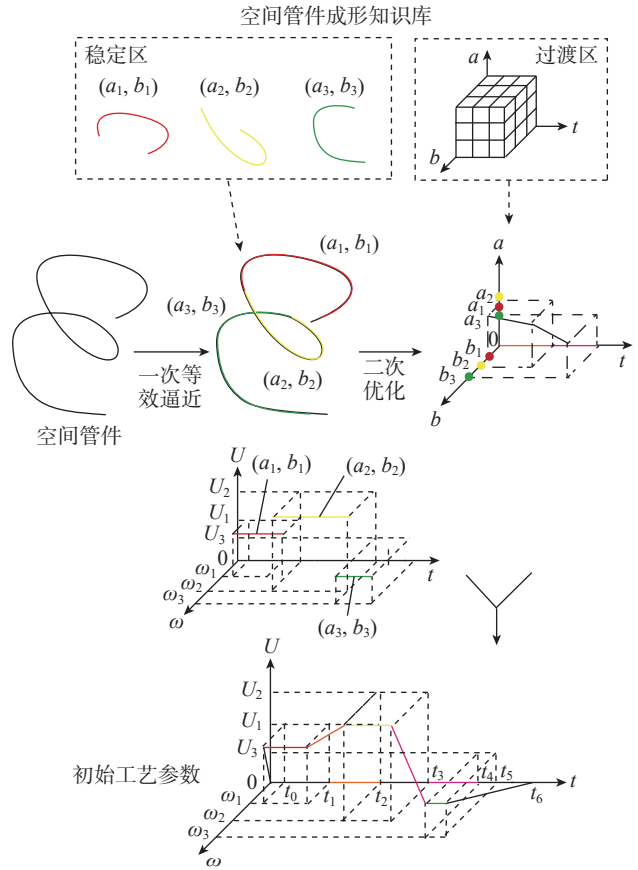 空间管件成形知识库
稳定区
(a₁, b₁) (a₂, b₂) (a₃, b₃)
过渡区
a
t
b
(a₁, b₁)
(a₃, b₃)
(a₂, b₂)
空间管件
一次等
效逼近
二次
优化
a
a₂
a₁
a₃
0
b₁
b₂
b₃
t
b
U
(a₁, b₁) (a₂, b₂)
U₂
U₁
U₃
0
ω₁
ω₂
ω₃
ω
t
(a₃, b₃)
U
U₂
U₁
U₃
初始工艺参数
0
t₀ t₁ t₂ t₃ t₄ t₅ t₆ t
ω₁
ω₂
ω₃
ω